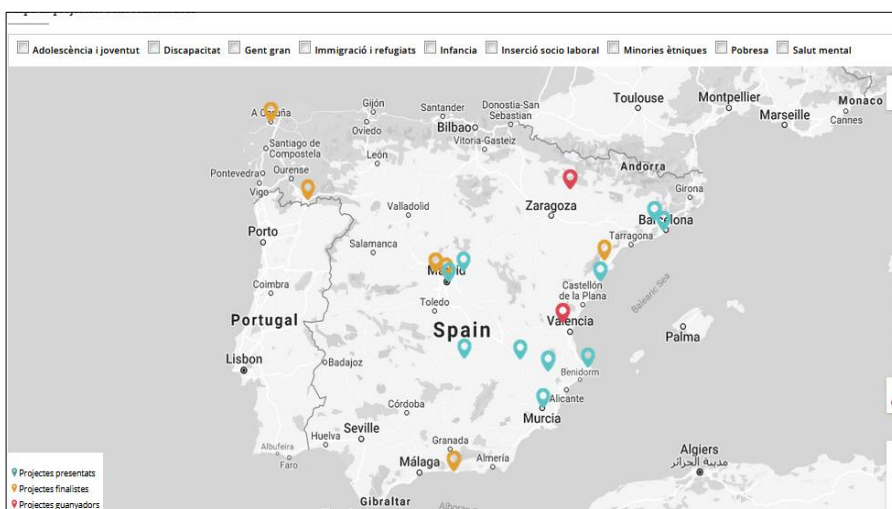 Adolescència i joventut Discapacitat Gent gran Immigració i refugiats Infancia Inserció socio laboral Minories ètniques Pobresa Salut mental
Toulouse
Montpellier
Monaco
Marseille
Cannes
A Coruña
Gijón
Santander
Donostia-San
Sebastian
Oviedo
Bilbao
Vitoria-Gasteiz
Santiago de
Compostela
León
Andorra
Pontevedra
Ourense
Vigo
Girona
Valladolid
Zaragoza
Barcelona
Porto
Tarragona
Salamanca
Madrid
Castellón
de la Plana
Coimbra
Toledo
Balearic Sea
Portugal
Spain
Valencia
Palma
Lisbon
Badajoz
Benidorm
Alicante
Córdoba
Murcia
Seville
Huelva
Granada
Albufeira
Faro
Málaga
Almería
Algiers
مدينة الجزائر
Gibraltar
Alboran
Projectes presentats
Projectes finalistes
Projectes guanyadors